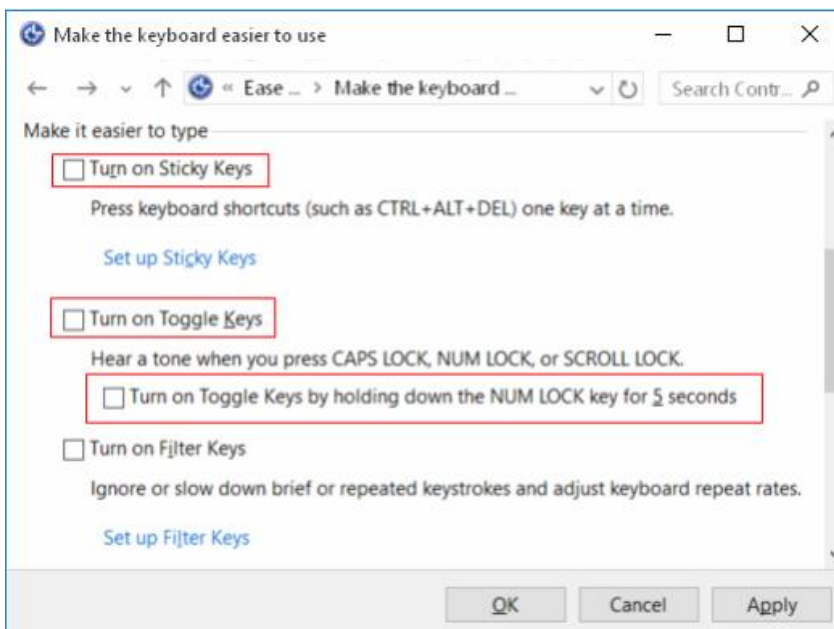 Make the keyboard easier to use
« Ease ... > Make the keyboard ... Search Contr...
Make it easier to type
Turn on Sticky Keys
Press keyboard shortcuts (such as CTRL+ALT+DEL) one key at a time.
Set up Sticky Keys
Turn on Toggle Keys
Hear a tone when you press CAPS LOCK, NUM LOCK, or SCROLL LOCK.
Turn on Toggle Keys by holding down the NUM LOCK key for 5 seconds
Turn on Filter Keys
Ignore or slow down brief or repeated keystrokes and adjust keyboard repeat rates.
Set up Filter Keys
OK Cancel Apply